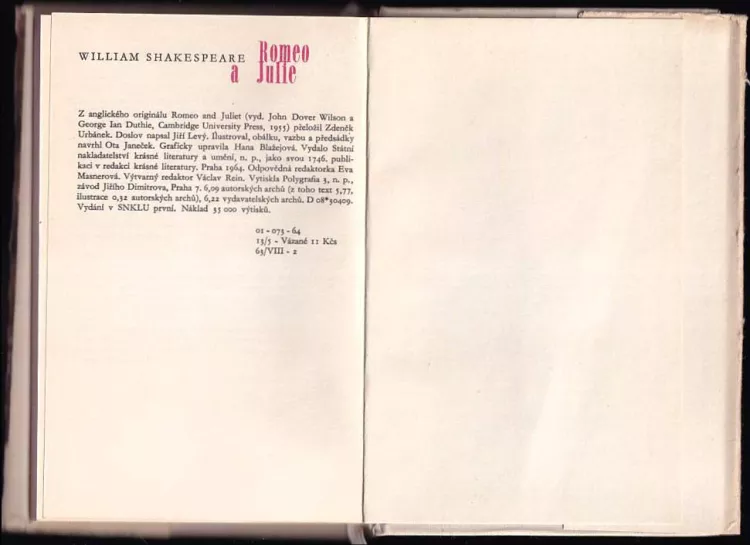 WILLIAM SHAKESPEARE Romeo
a Julie
Z anglického originálu Romeo and Juliet (vyd. John Dover Wilson a
George Ian Duthie, Cambridge University Press, 1955) přeložil Zdeněk
Urbánek. Doslov napsal Jiří Levý. Ilustroval, obálku, vazbu a předsádky
navrhl Ota Janeček. Graficky upravila Hana Blažejová. Vydalo Státní
nakladatelství krásné literatury a umění, n. p., jako svou 1746. publi-
kaci v redakci krásné literatury. Praha 1964. Odpovědná redaktorka Eva
Masnerová. Výtvarný redaktor Václav Rein. Vytiskla Polygrafia 3, n. p.,
závod Jiřího Dimitrova, Praha 7. 6,09 autorských archů (z toho text 5,77,
ilustrace 0,32 autorských archů), 6,22 vydavatelských archů. D 08*30409.
Vydání v SNKLU první. Náklad 35 000 výtisků.
01 - 073 - 64
13/5 - Vázané 11 Kčs
63/VIII - 2